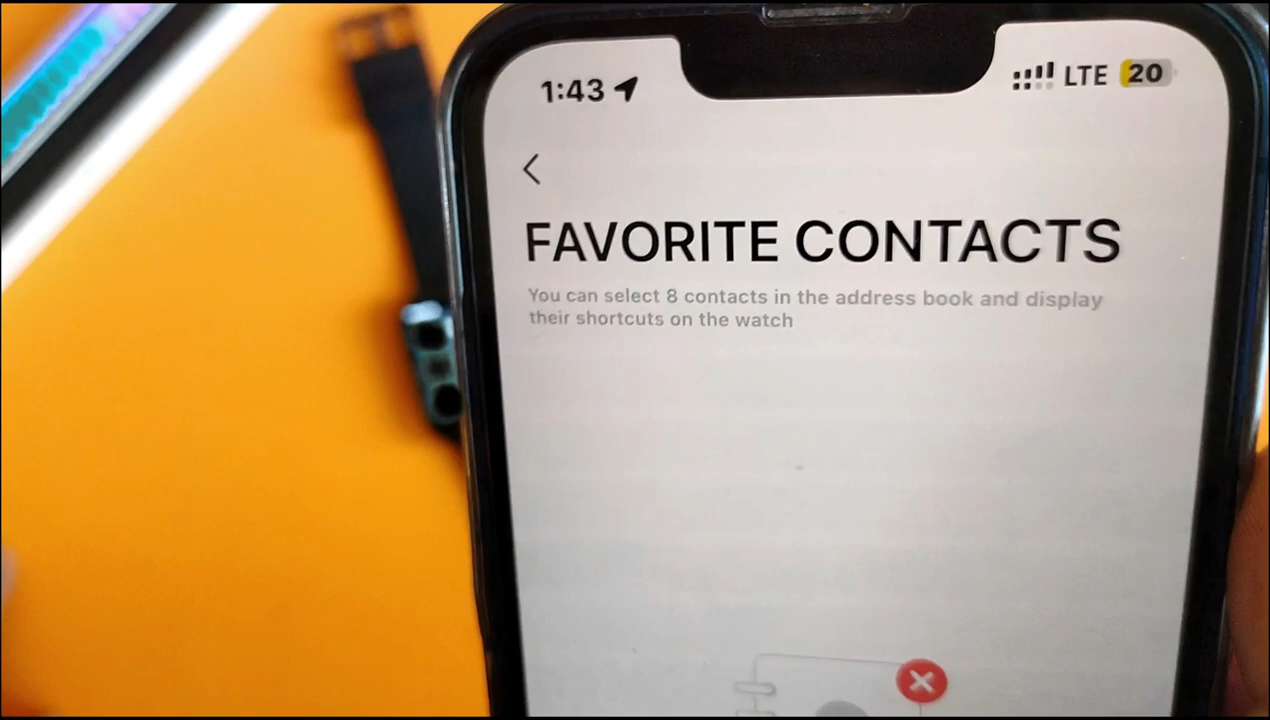 1:43
LTE 20
FAVORITE CONTACTS
You can select 8 contacts in the address book and display
their shortcuts on the watch